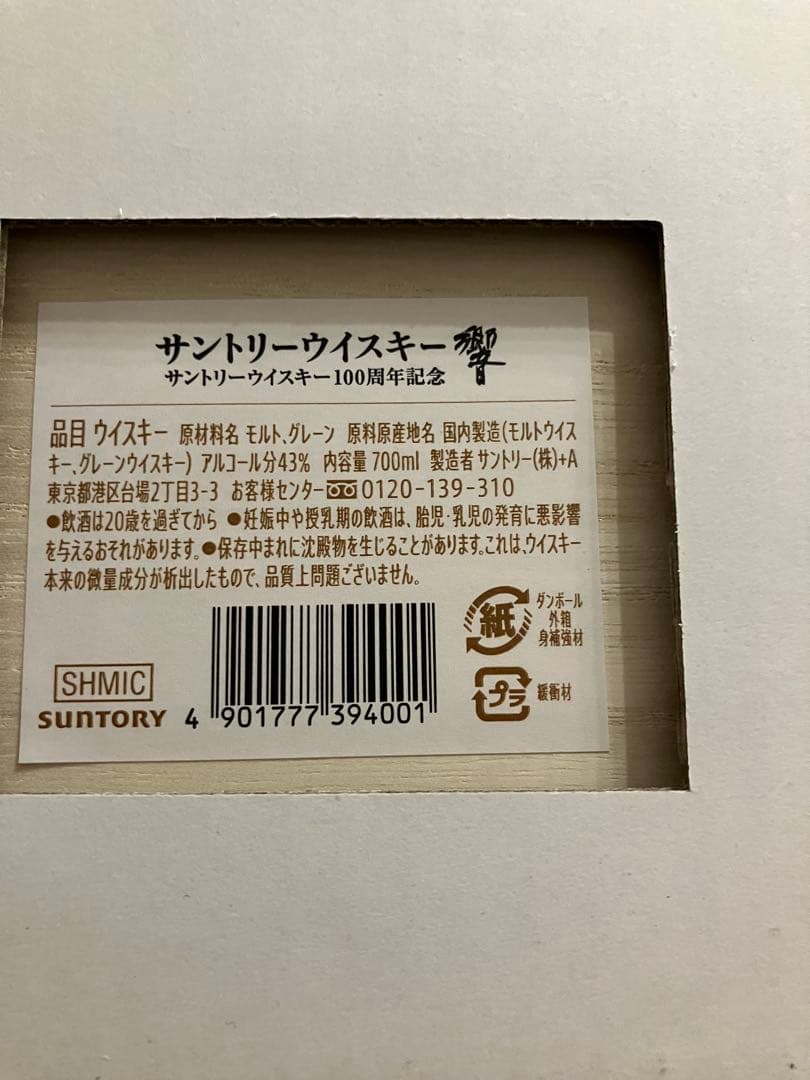 サントリーウイスキー響
サントリーウイスキー100周年記念
品目 ウイスキー 原材料名 モルト、グレーン 原料原産地名 国内製造(モルトウイス
キー、グレーンウイスキー) アルコール分43% 内容量 700ml 製造者 サントリー(株)+A
東京都港区台場2丁目3-3 お客様センター 0120-139-310
●飲酒は20歳を過ぎてから ●妊娠中や授乳期の飲酒は、胎児・乳児の発育に悪影響
を与えるおそれがあります。●保存中まれに沈殿物を生じることがあります。これは、ウイスキー
本来の微量成分が析出したもので、品質上問題ございません。
紙
ダンボール
外箱
身補強材
プラ
緩衝材
SHMIC
SUNTORY
4 901777 394001